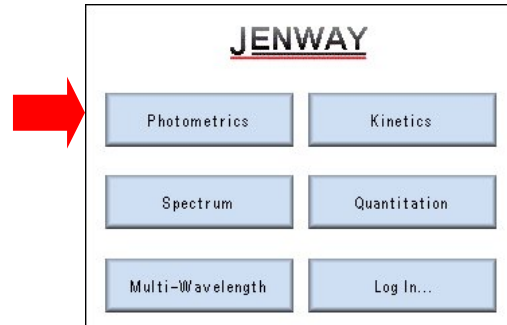 JENWAY
Photometrics
Kinetics
Spectrum
Quantitation
Multi-Wavelength
Log In...